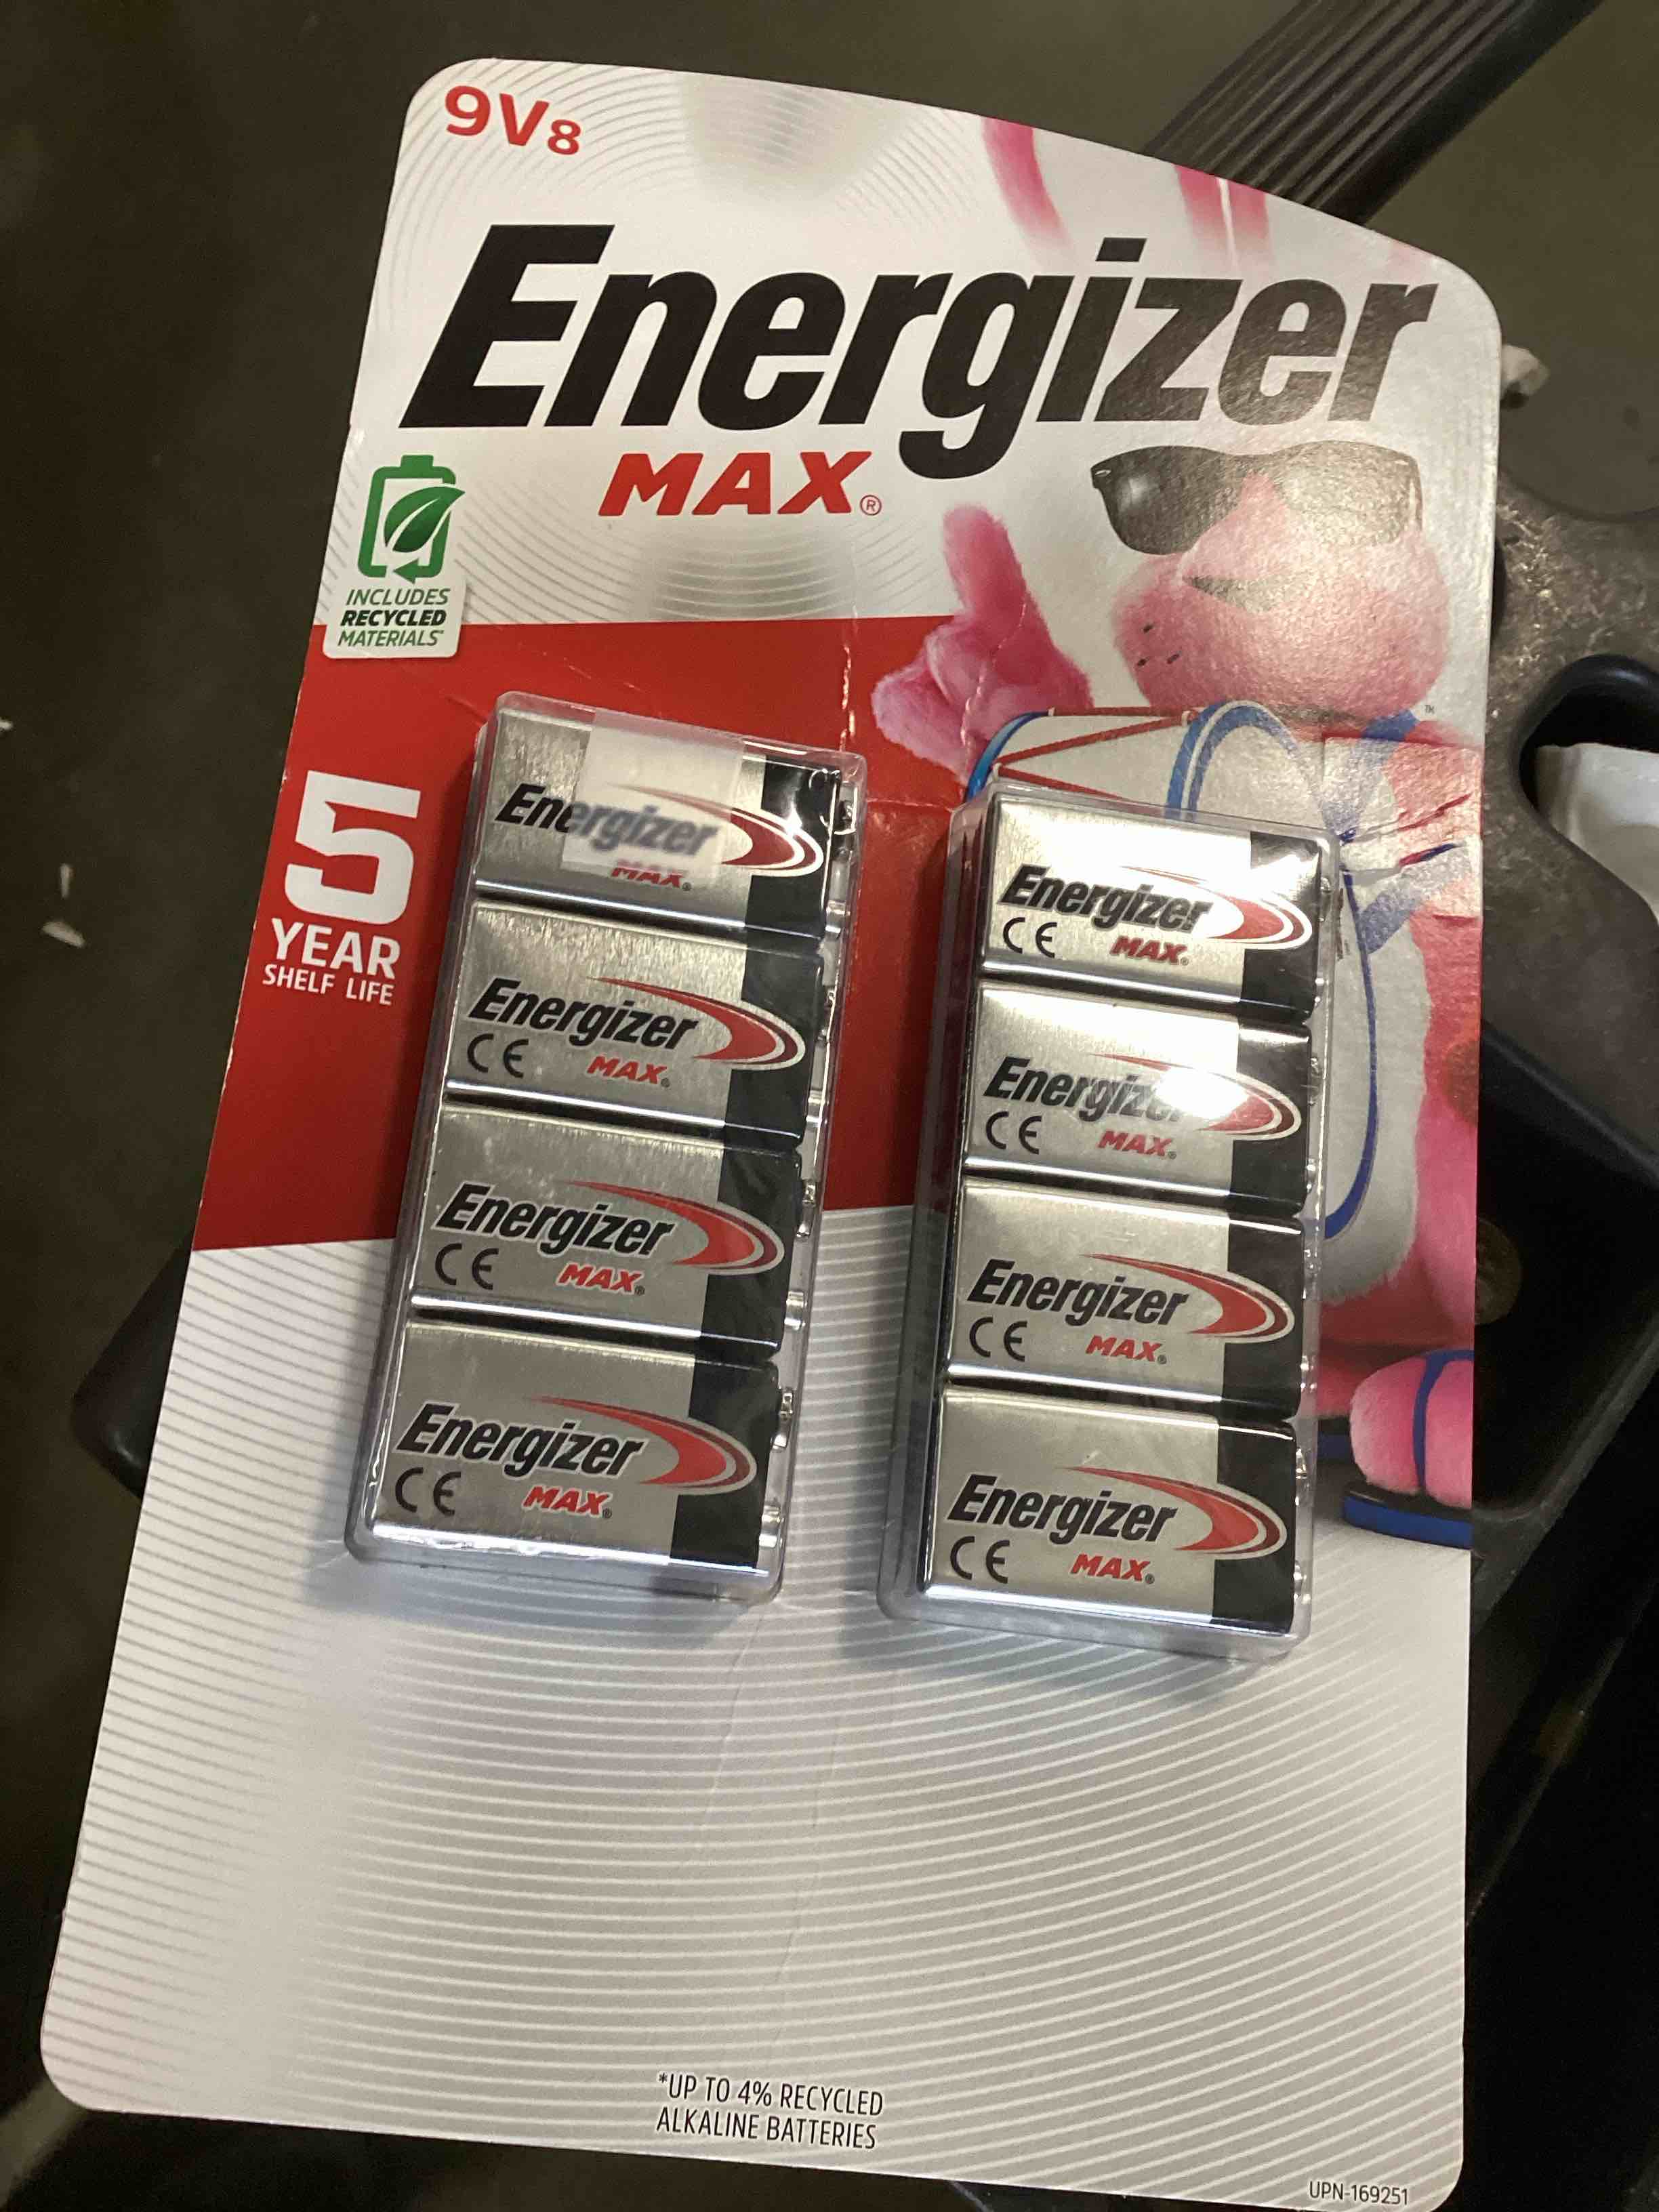 9V8
Energizer
MAX®
INCLUDES
RECYCLED
MATERIALS*
5
YEAR
SHELF LIFE
™
Energizer
MAX®
Energizer
CE MAX®
Energizer
CE MAX®
Energizer
CE MAX®
Energizer
CE MAX®
Energizer
CE MAX®
Energizer
CE MAX®
Energizer
CE MAX®
*UP TO 4% RECYCLED
ALKALINE BATTERIES
UPN-169251